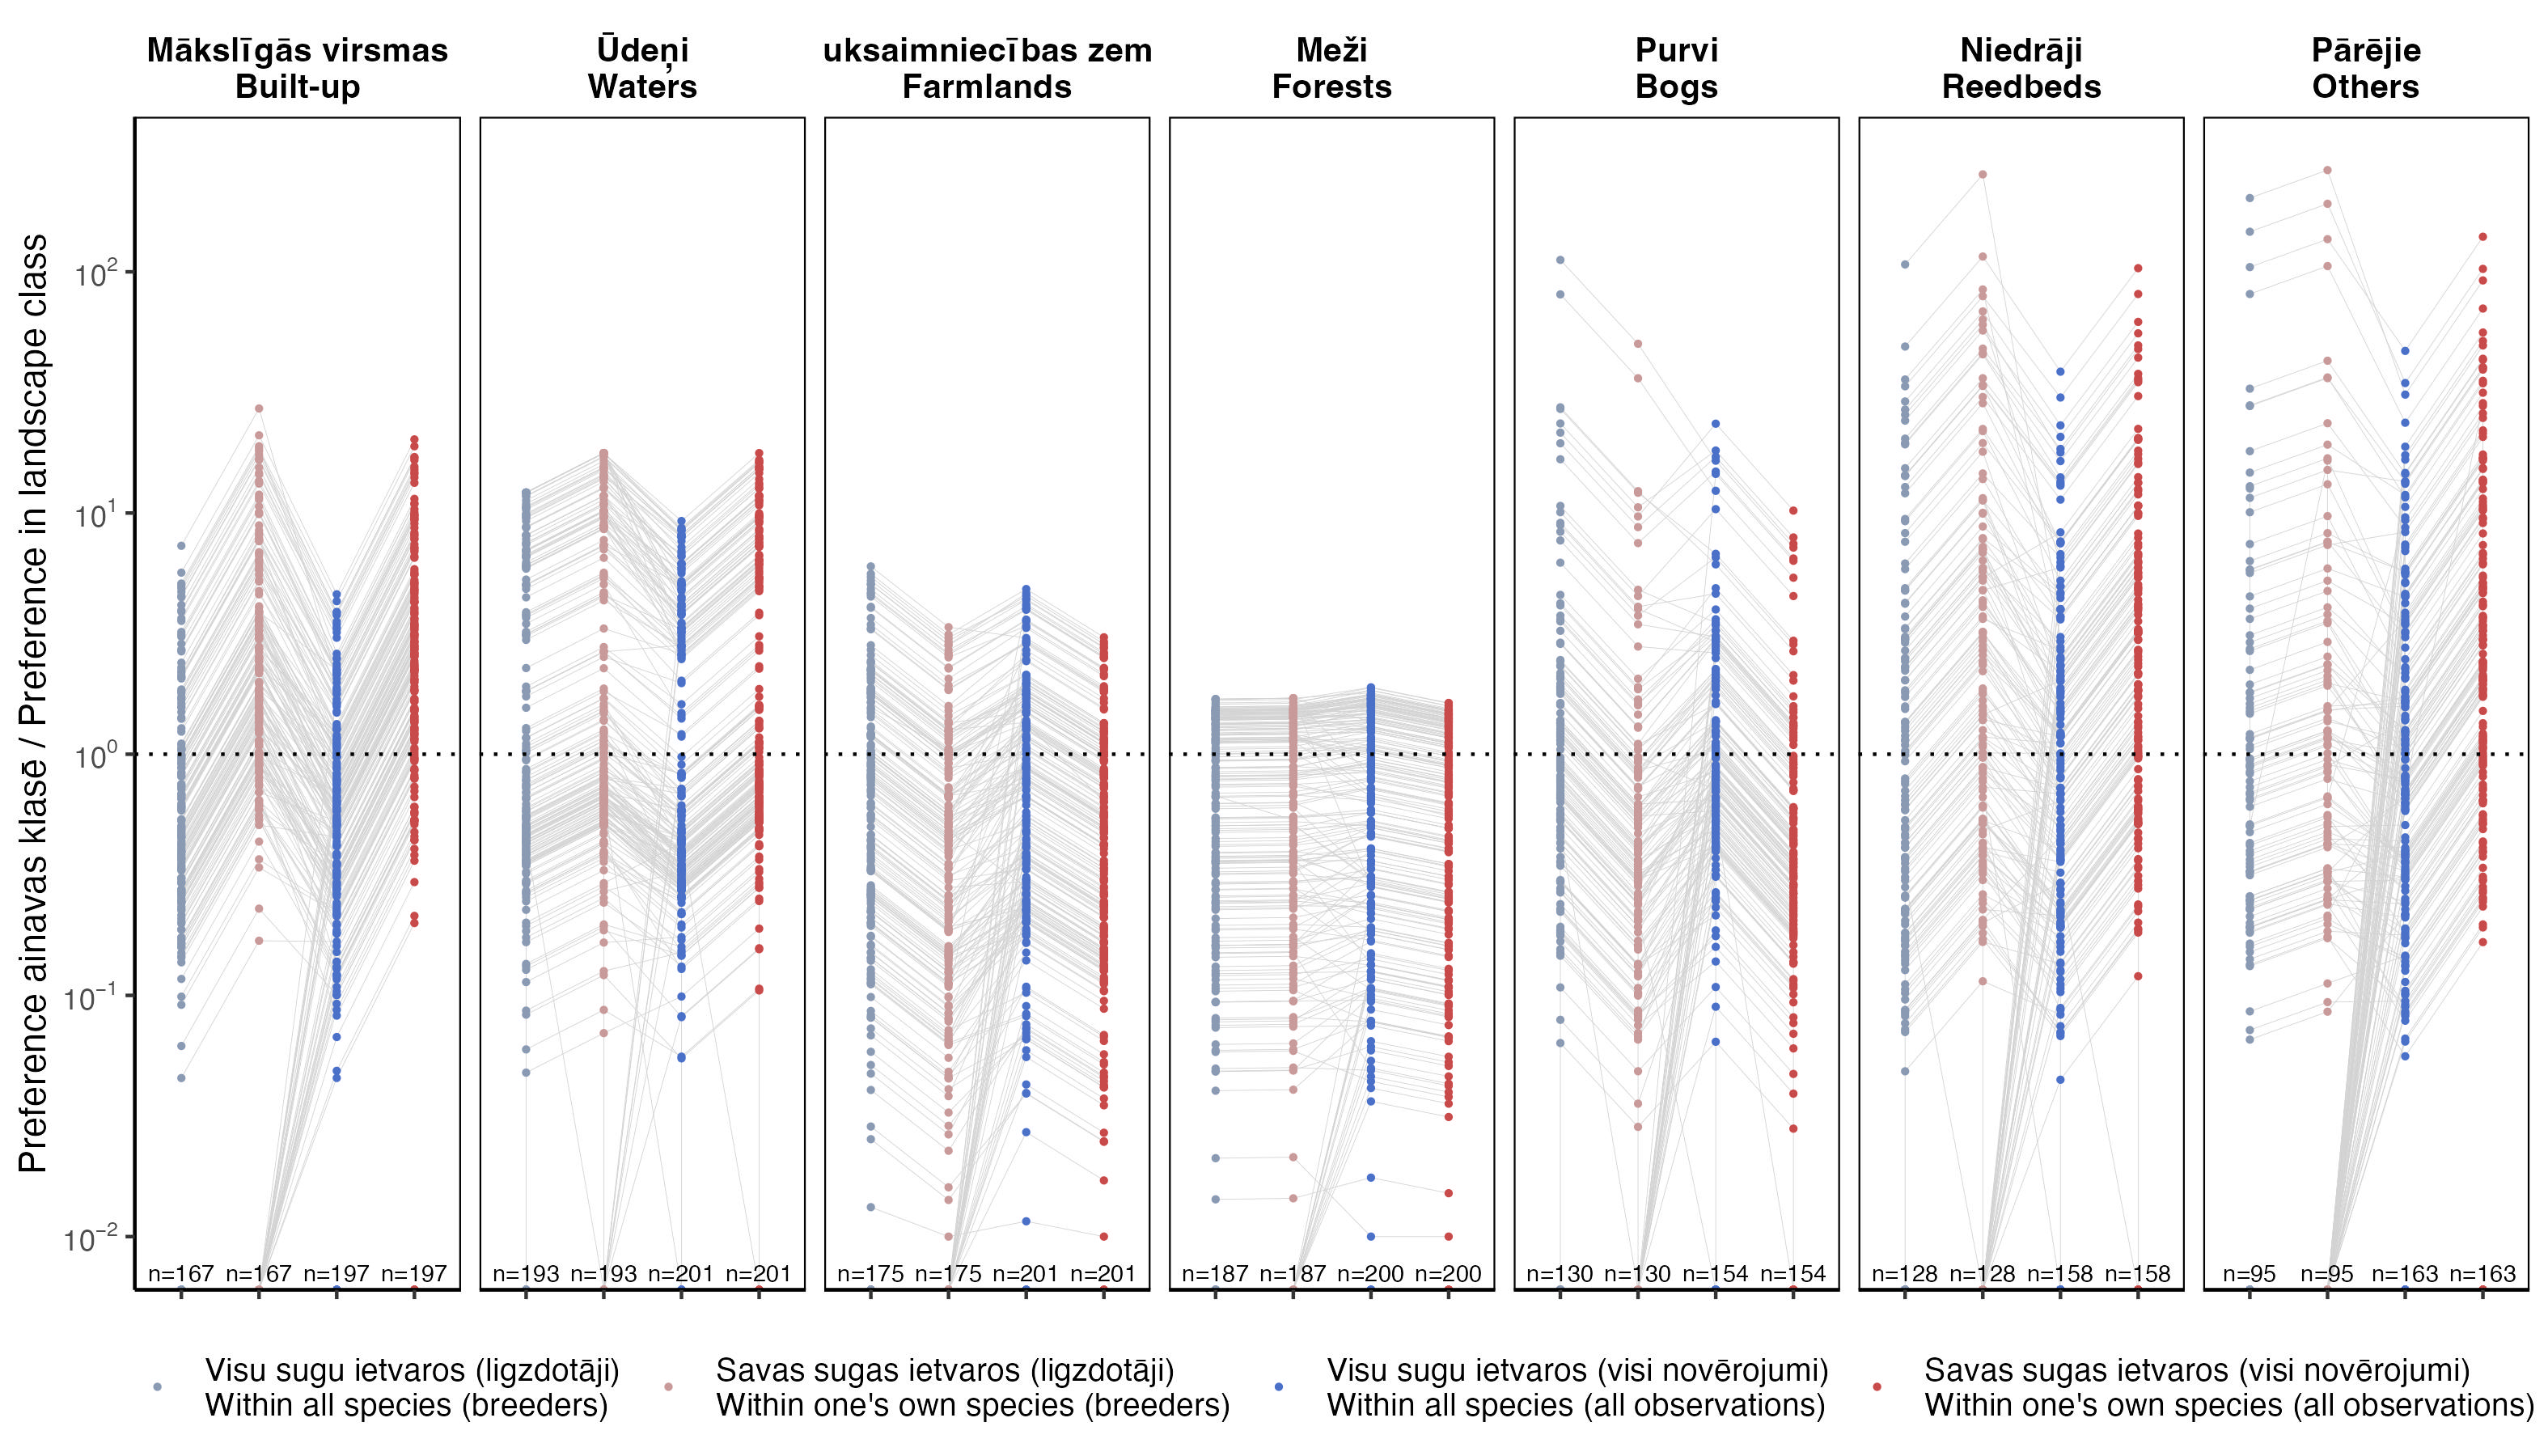 Mākslīgās virsmas
Built-up
Ūdeņi
Waters
uksaimniecības zem
Farmlands
Meži
Forests
Purvi
Bogs
Niedrāji
Reedbeds
Pārējie
Others
Preference ainavas klasē / Preference in landscape class
10²
10¹
10⁰
10⁻¹
10⁻²
n=167 n=167 n=197 n=197
n=193 n=193 n=201 n=201
n=175 n=175 n=201 n=201
n=187 n=187 n=200 n=200
n=130 n=130 n=154 n=154
n=128 n=128 n=158 n=158
n=95 n=95 n=163 n=163
Visu sugu ietvaros (ligzdotāji)
Within all species (breeders)
Savas sugas ietvaros (ligzdotāji)
Within one's own species (breeders)
Visu sugu ietvaros (visi novērojumi)
Within all species (all observations)
Savas sugas ietvaros (visi novērojumi)
Within one's own species (all observations)